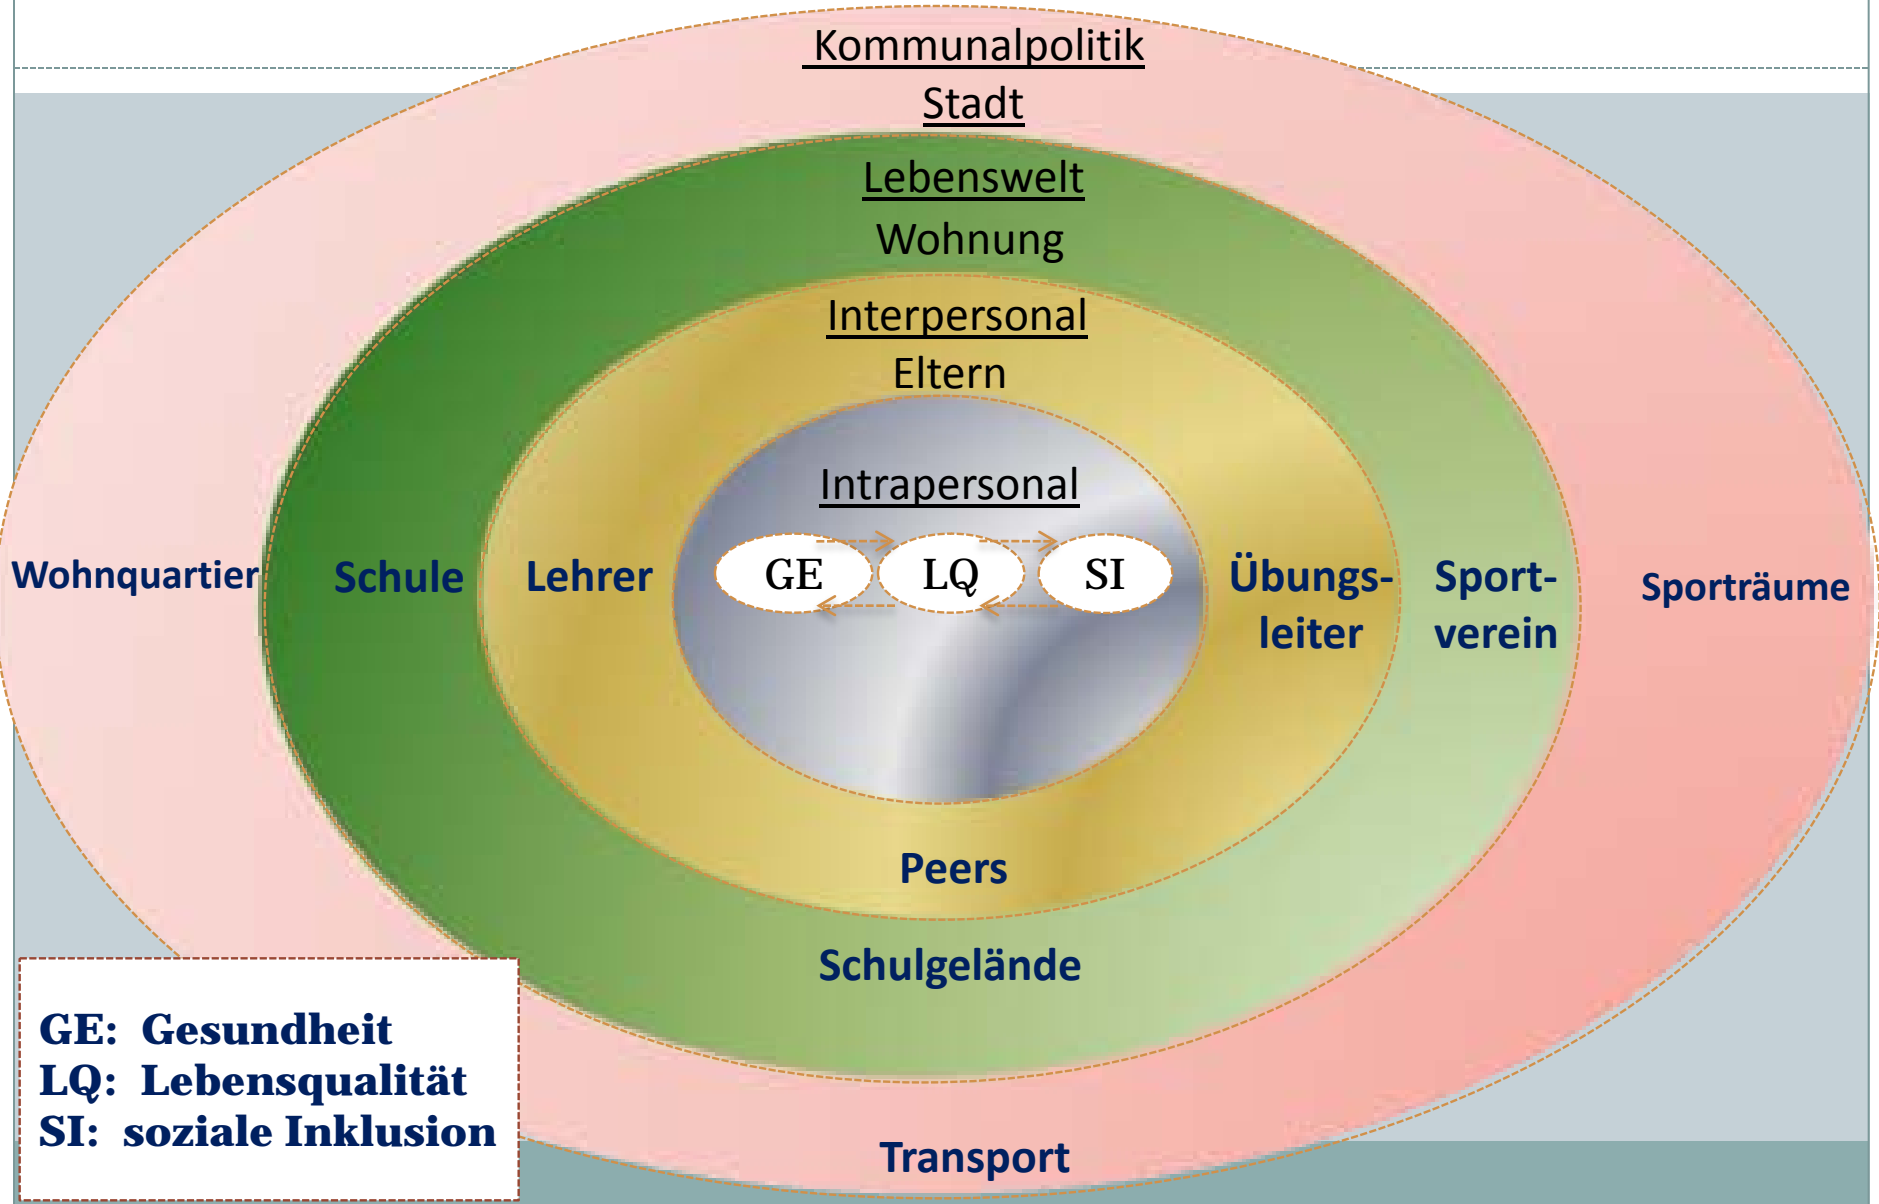 Kommunalpolitik
Stadt
Lebenswelt
Wohnung
Interpersonal
Eltern
Intrapersonal
Wohnquartier
Schule
Lehrer
GE
LQ
SI
Übungs-
leiter
Sport-
verein
Sporträume
Peers
Schulgelände
Transport
GE: Gesundheit
LQ: Lebensqualität
SI: soziale Inklusion